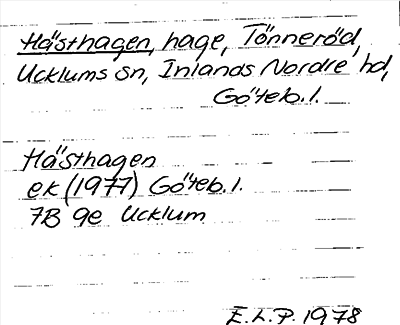 Hästhagen, hage, Tönneröd,
Ucklums sn, Inlands Nordre hd,
Göteb.l.
Hästhagen
ek (1977) Göteb.l.
7B 9e Ucklum
E.L.P. 1978